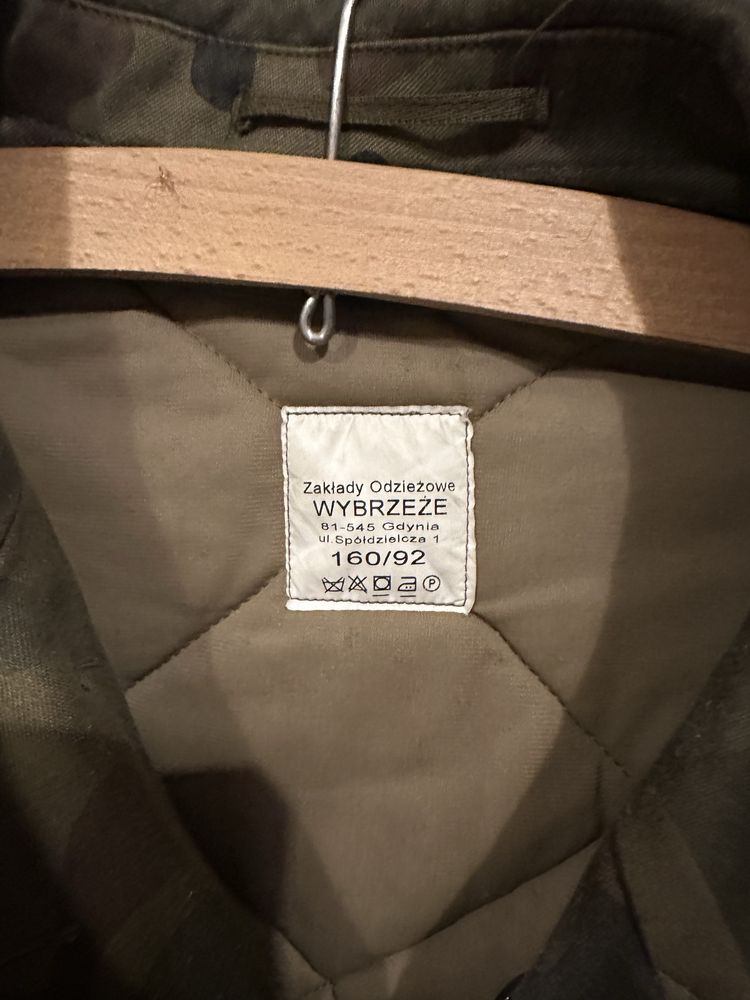 Zakłady Odzieżowe
WYBRZEŻE
81-545 Gdynia
ul.Spółdzielcza 1
160/92
P